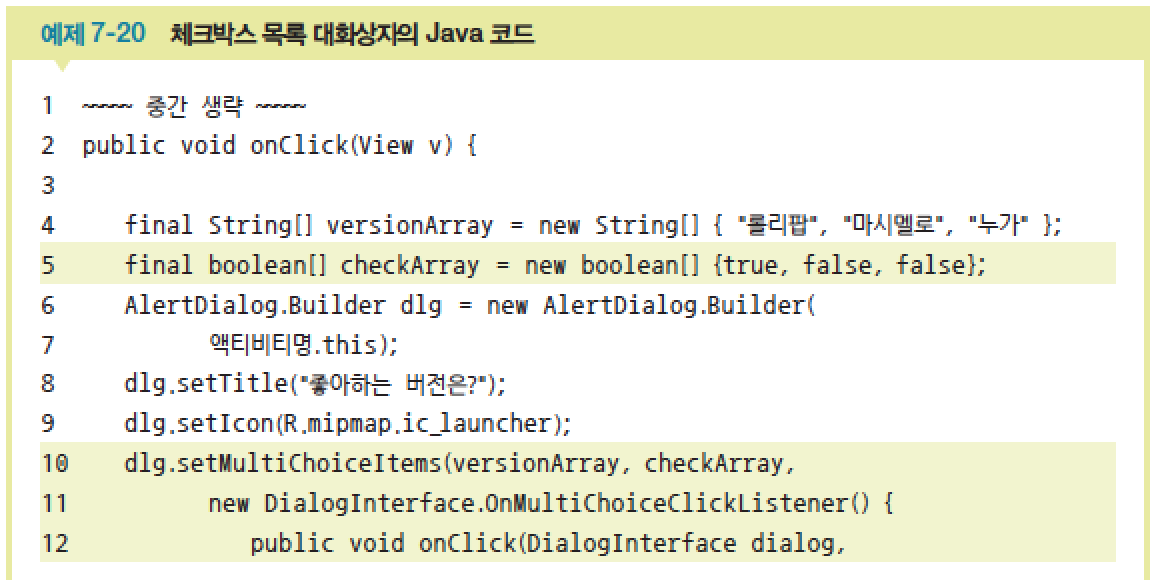 예제 7-20 체크박스 목록 대화상자의 Java 코드
1 ~~~~~ 중간 생략 ~~~~~
2 public void onClick(View v) {
3
4 final String[] versionArray = new String[] { "롤리팝", "마시멜로", "누가" };
5 final boolean[] checkArray = new boolean[] {true, false, false};
6 AlertDialog.Builder dlg = new AlertDialog.Builder(
7 액티비티명.this);
8 dlg.setTitle("좋아하는 버전은?");
9 dlg.setIcon(R.mipmap.ic_launcher);
10 dlg.setMultiChoiceItems(versionArray, checkArray,
11 new DialogInterface.OnMultiChoiceClickListener() {
12 public void onClick(DialogInterface dialog,